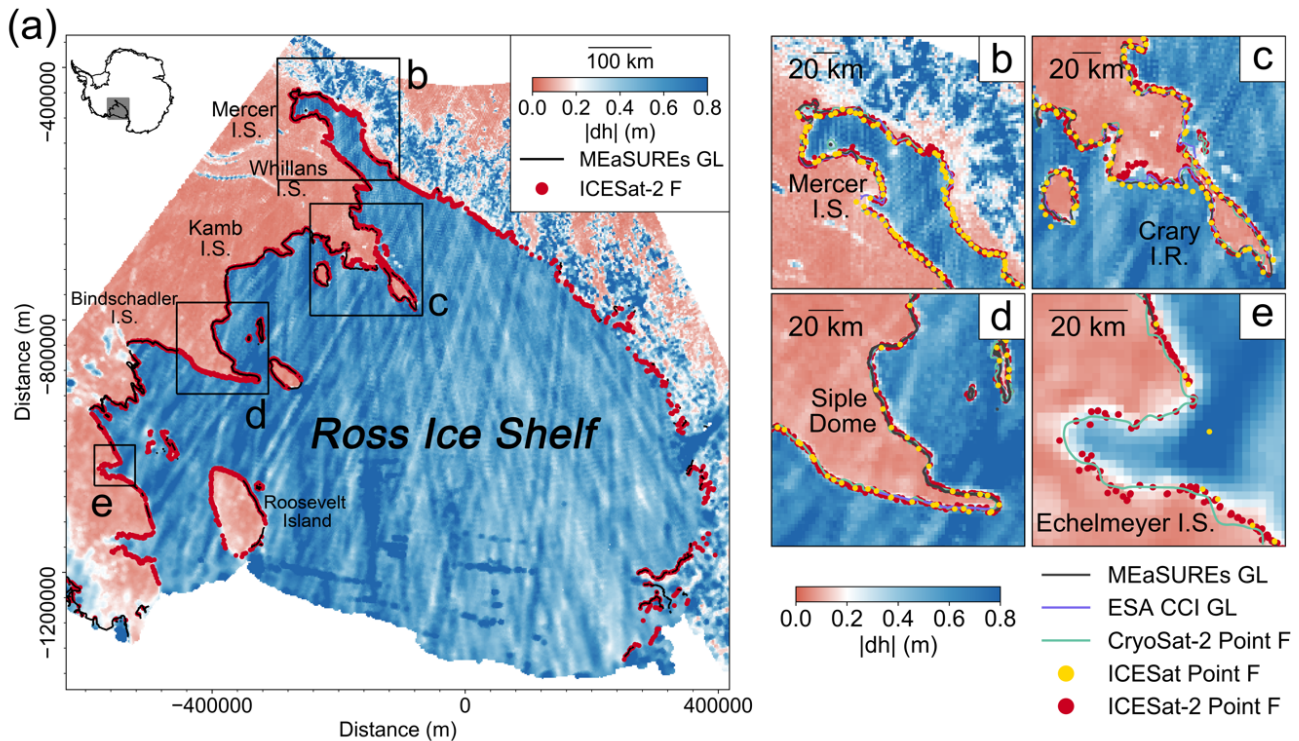 (a)
100 km
0.0 0.2 0.4 0.6 0.8
|dh| (m)
MEaSUREs GL
ICESat-2 F
b
Mercer
I.S.
Whillans
I.S.
Kamb
I.S.
c
Bindschadler
I.S.
d
Ross Ice Shelf
e
Roosevelt
Island
−400000
−800000
−1200000
Distance (m)
−400000 0 400000
Distance (m)
20 km
b
Mercer
I.S.
20 km
c
Crary
I.R.
20 km
d
Siple
Dome
20 km
e
Echelmeyer I.S.
0.0 0.2 0.4 0.6 0.8
|dh| (m)
MEaSUREs GL
ESA CCI GL
CryoSat-2 Point F
ICESat Point F
ICESat-2 Point F